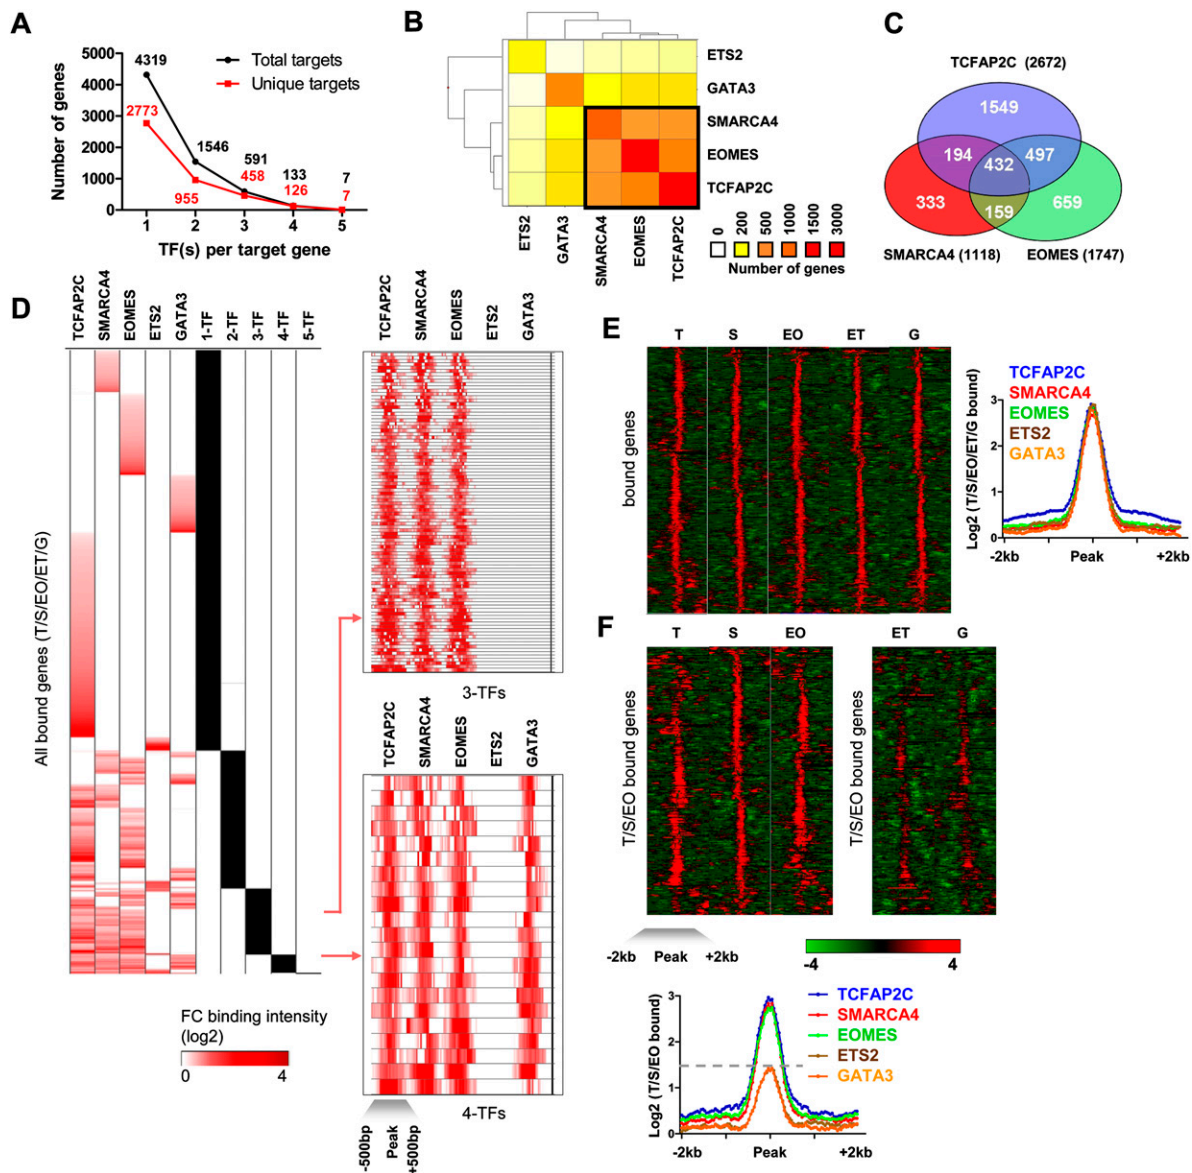 A
Number of genes
5000
4000
3000
2000
1000
0
4319
2773
1546
955
591
458
133
126
7
7
Total targets
Unique targets
1 2 3 4 5
TF(s) per target gene
B
ETS2
GATA3
SMARCA4
EOMES
TCFAP2C
ETS2 GATA3 SMARCA4 EOMES TCFAP2C
0 200 500 1000 1500 3000
Number of genes
C
TCFAP2C (2672)
1549
194 432 497
333 159 659
SMARCA4 (1118) EOMES (1747)
D
TCFAP2C SMARCA4 EOMES ETS2 GATA3 1-TF 2-TF 3-TF 4-TF 5-TF
All bound genes (T/S/EO/ET/G)
FC binding intensity
(log2)
0 4
TCFAP2C SMARCA4 EOMES ETS2 GATA3
3-TFs
TCFAP2C SMARCA4 EOMES ETS2 GATA3
4-TFs
-500bp Peak +500bp
E
T S EO ET G
bound genes
TCFAP2C
SMARCA4
EOMES
ETS2
GATA3
Log2 (T/S/EO/ET/G bound)
3
2
1
0
-2kb Peak +2kb
F
T S EO ET G
T/S/EO bound genes
T/S/EO bound genes
-2kb Peak +2kb
-4 4
Log2 (T/S/EO bound)
3
2
1
0
TCFAP2C
SMARCA4
EOMES
ETS2
GATA3
-2kb Peak +2kb